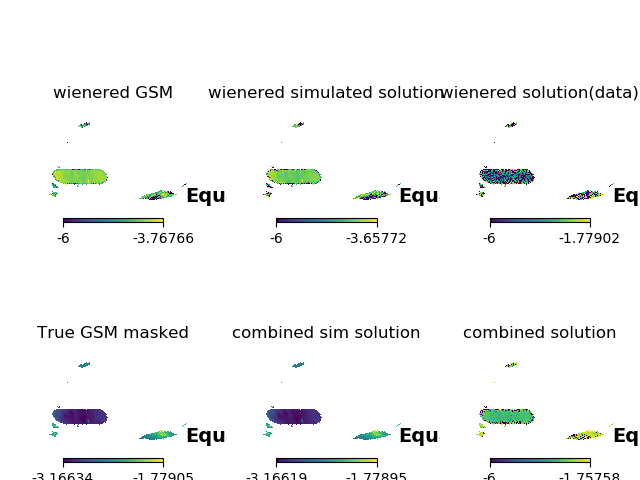 wienered GSM wienered simulated solution wienered solution(data)
Equ Equ Eq
-6 -3.76766 -6 -3.65772 -6 -1.77902
True GSM masked combined sim solution combined solution
Equ Equ Eq
-3.16634 -1.77905 -3.16619 -1.77895 -6 -1.75758